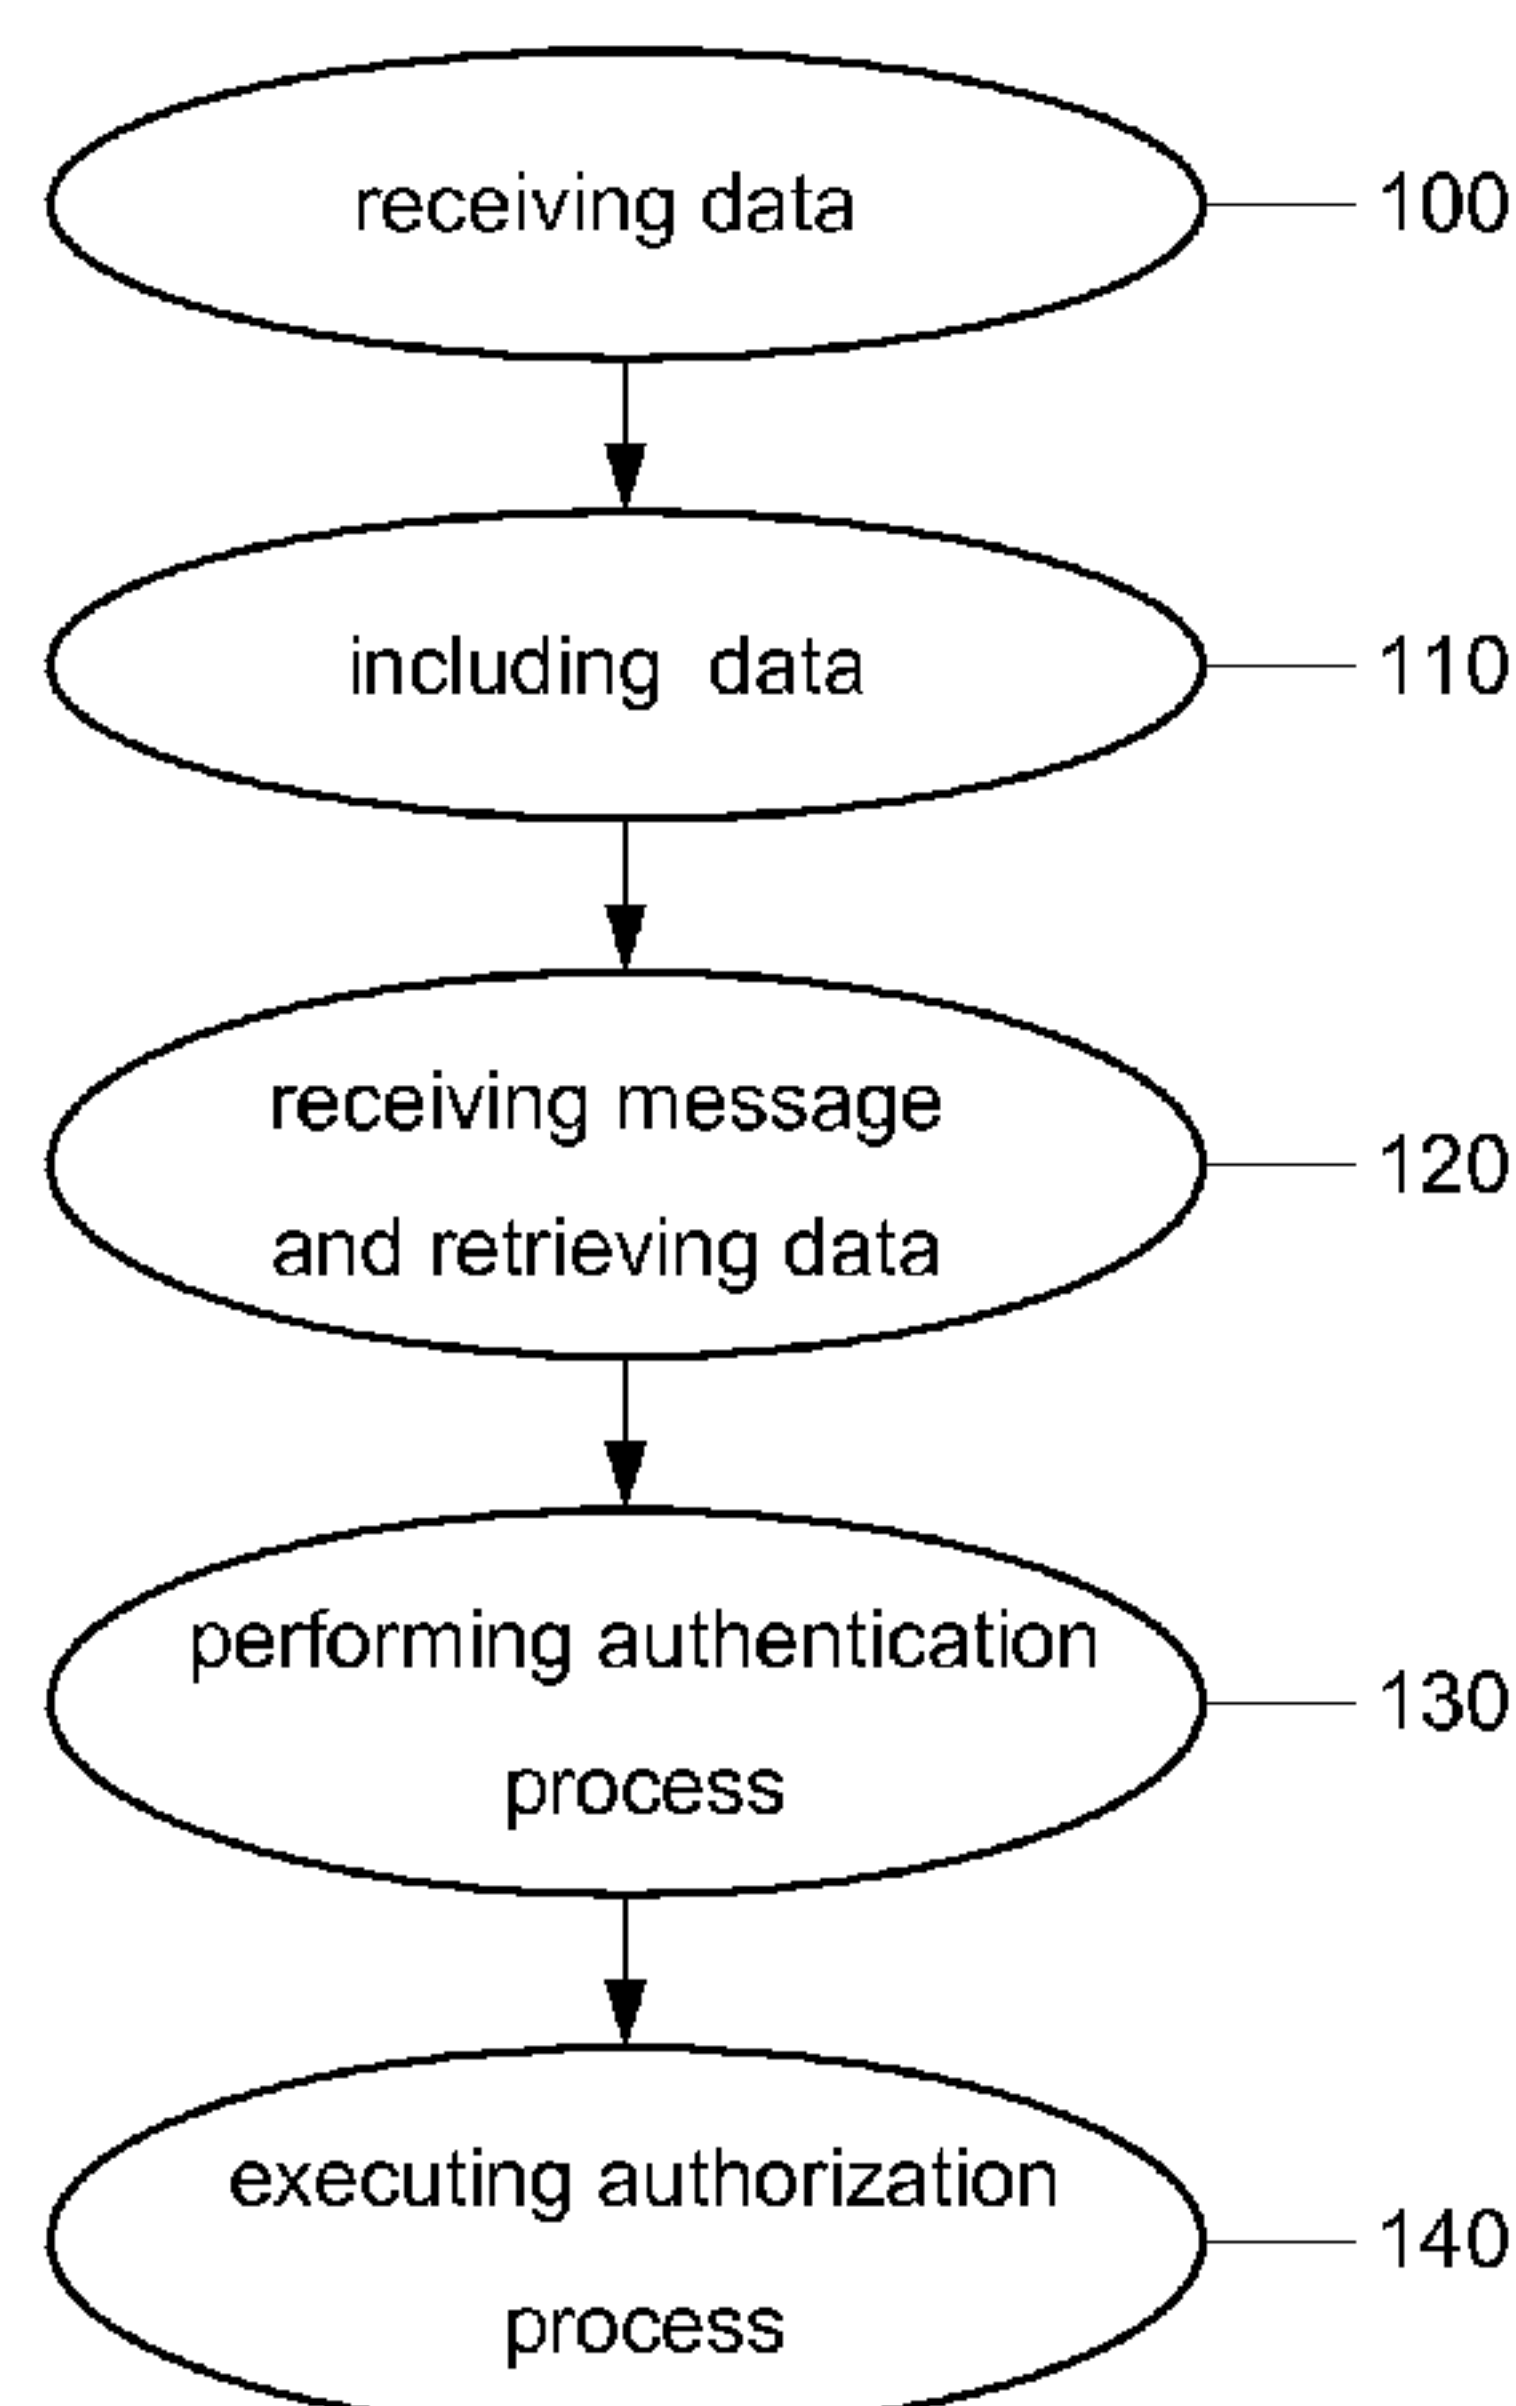 receiving data
100
including data
110
receiving message
and retrieving data
120
performing authentication
process
130
executing authorization
process
140